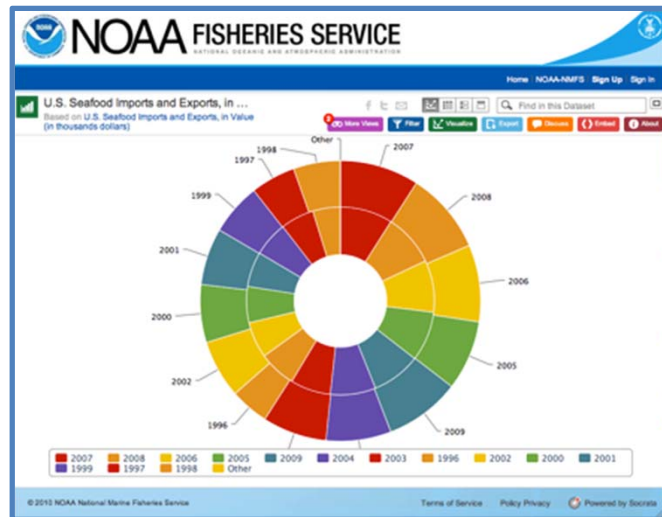 NOAA FISHERIES SERVICE
NATIONAL OCEANIC AND ATMOSPHERIC ADMINISTRATION
Home NOAA-NMFS Sign Up Sign In
U.S. Seafood Imports and Exports, in ...
Based on U.S. Seafood Imports and Exports, in Value
(in thousands dollars)
Find in this Dataset
More Views Filter Visualize Export Discuss Embed About
Other
2007
1998
1997
2008
1999
2001
2006
2000
2005
2002
1996
2009
2007 2008 2006 2005 2009 2004 2003 1996 2002 2000 2001
1999 1997 1998 Other
© 2010 NOAA National Marine Fisheries Service Terms of Service Policy Privacy Powered by Socrata